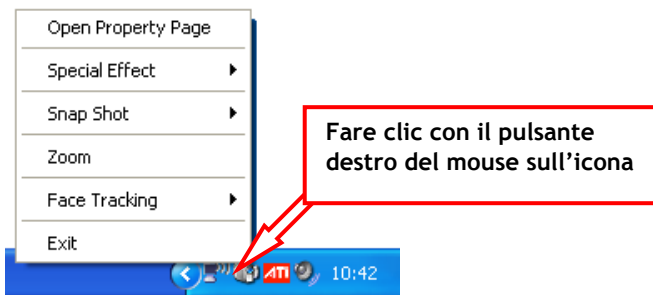 Open Property Page
Special Effect
Snap Shot
Zoom
Face Tracking
Exit
Fare clic con il pulsante
destro del mouse sull’icona
ATI
10:42